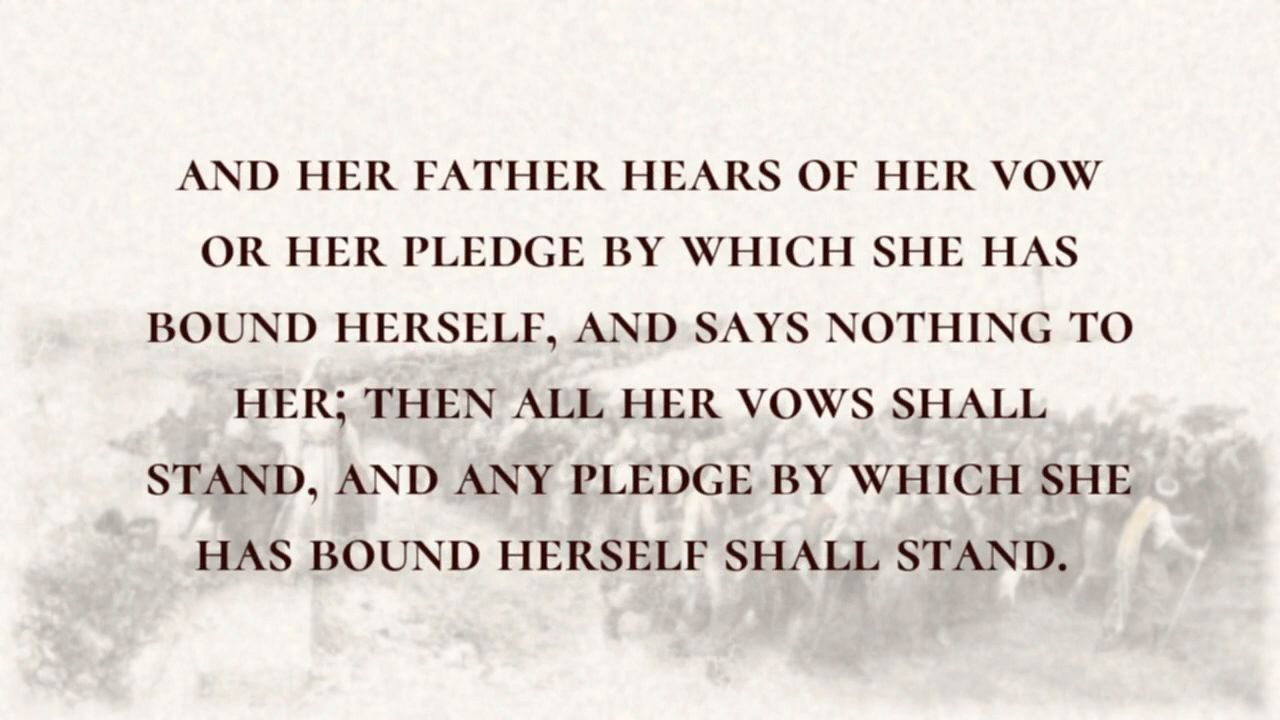 AND HER FATHER HEARS OF HER VOW
OR HER PLEDGE BY WHICH SHE HAS
BOUND HERSELF, AND SAYS NOTHING TO
HER; THEN ALL HER VOWS SHALL
STAND, AND ANY PLEDGE BY WHICH SHE
HAS BOUND HERSELF SHALL STAND.